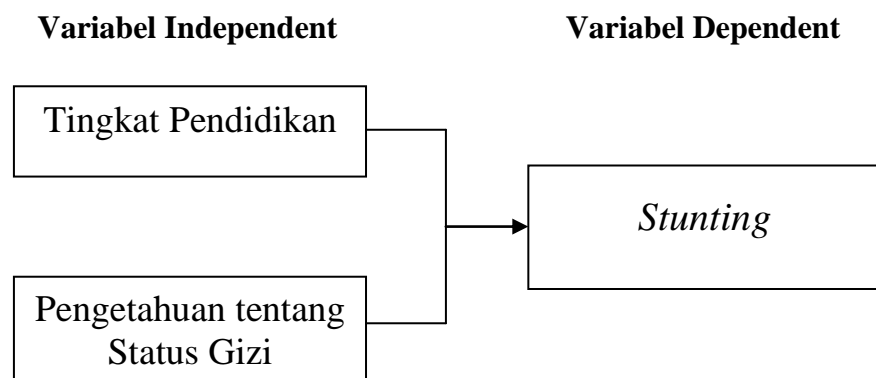 Variabel Independent
Variabel Dependent
Tingkat Pendidikan
Stunting
Pengetahuan tentang
Status Gizi